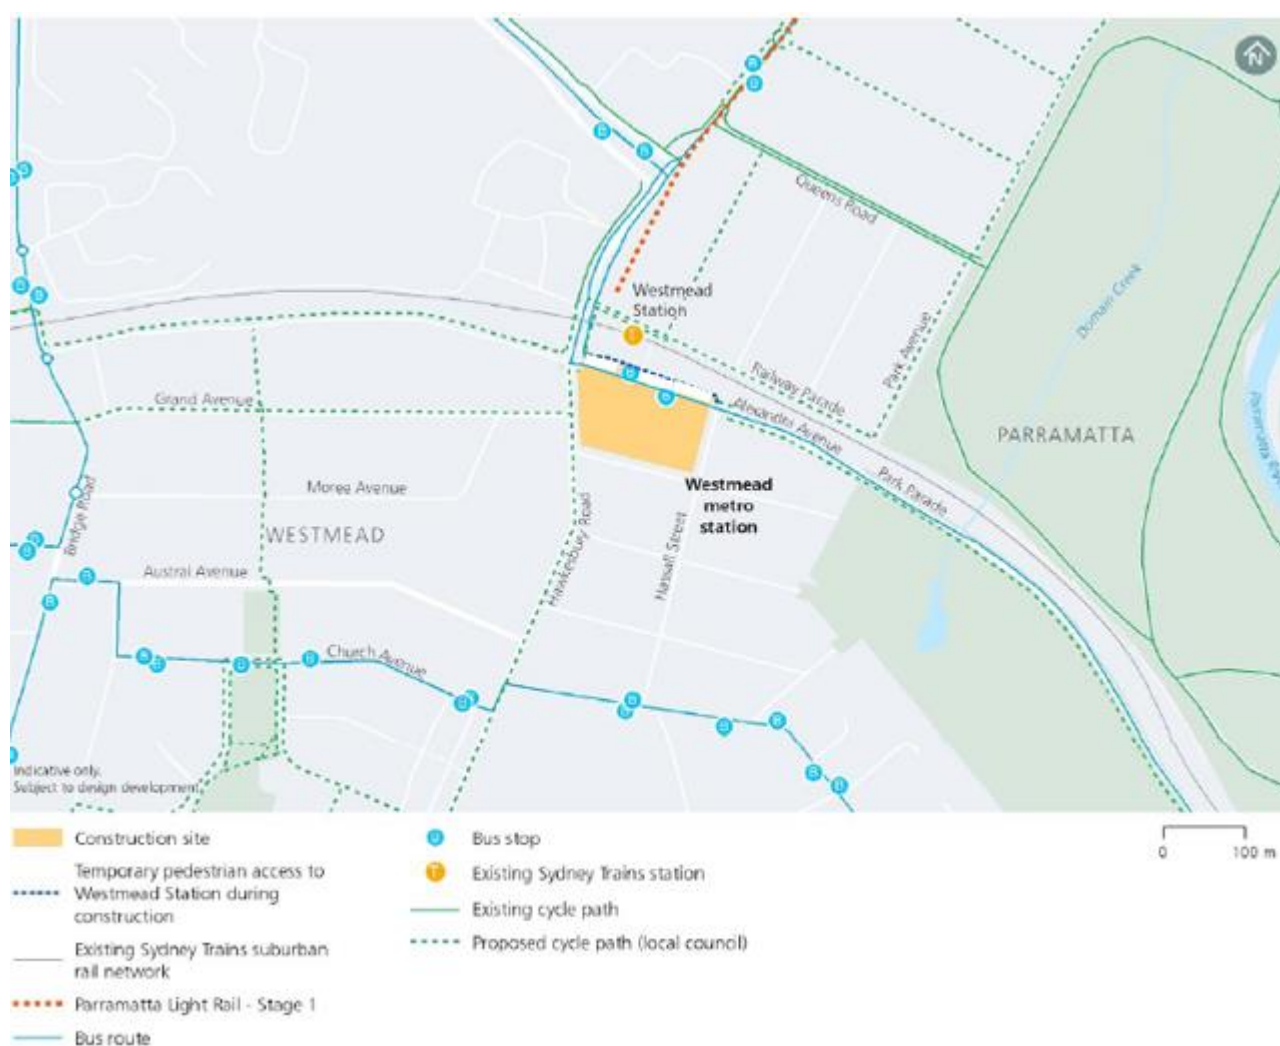 N
Queens Road
Westmead
Station
Domain Creek
Park Avenue
Railway Parade
Grand Avenue
Alexandra Avenue
PARRAMATTA
Parramatta
Park Parade
Westmead
metro
station
Moree Avenue
Bridge Road
WESTMEAD
Hawkesbury Road
Hassall Street
Austral Avenue
Church Avenue
Indicative only.
Subject to design development.
Construction site
Temporary pedestrian access to
Westmead Station during
construction
Existing Sydney Trains suburban
rail network
Parramatta Light Rail - Stage 1
Bus route
B Bus stop
T Existing Sydney Trains station
Existing cycle path
Proposed cycle path (local council)
0 100 m